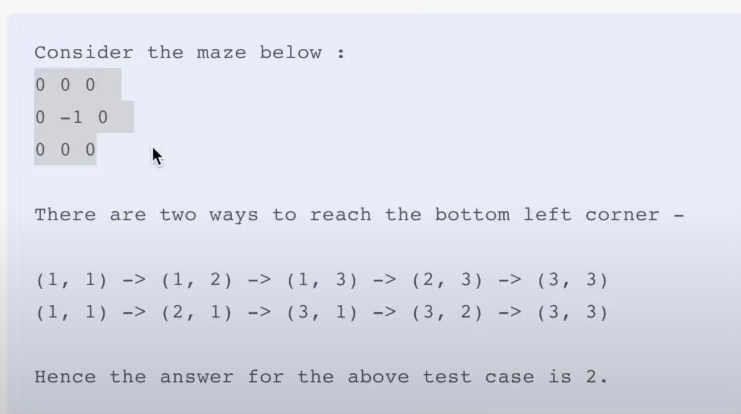 Consider the maze below :
0 0 0
0 -1 0
0 0 0
There are two ways to reach the bottom left corner -
(1, 1) -> (1, 2) -> (1, 3) -> (2, 3) -> (3, 3)
(1, 1) -> (2, 1) -> (3, 1) -> (3, 2) -> (3, 3)
Hence the answer for the above test case is 2.